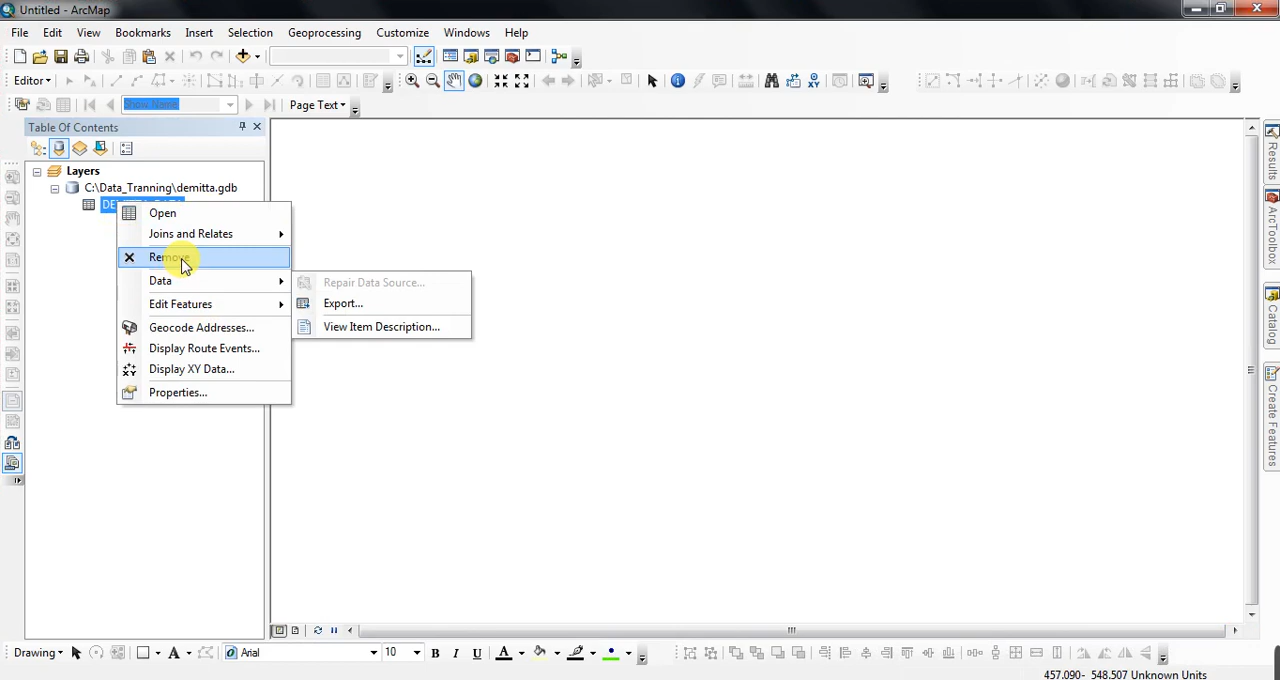 Untitled - ArcMap
File Edit View Bookmarks Insert Selection Geoprocessing Customize Windows Help
Editor
Show Name Page Text
Table Of Contents
Layers
C:\Data_Tranning\demitta.gdb
Open
Joins and Relates
Remove
Data
Repair Data Source...
Edit Features
Export...
Geocode Addresses...
View Item Description...
Display Route Events...
Display XY Data...
Properties...
Results
ArcToolbox
Catalog
Create Features
Drawing Arial 10 B I U A
457.090- 548.507 Unknown Units